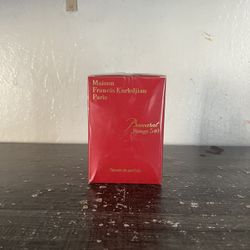 Maison
Francis Kurkdjian
Paris
Baccarat
Rouge 540